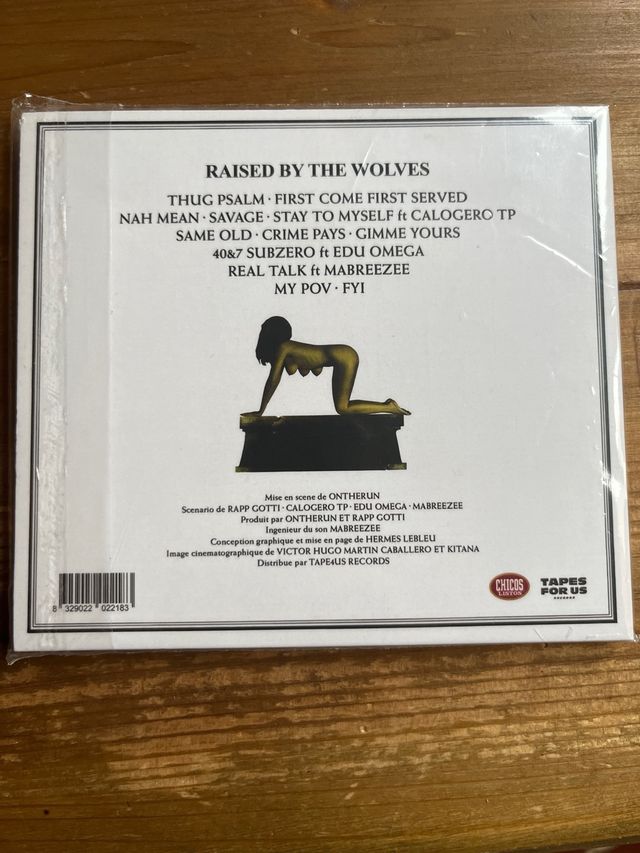 RAISED BY THE WOLVES
THUG PSALM · FIRST COME FIRST SERVED
NAH MEAN · SAVAGE · STAY TO MYSELF ft CALOGERO TP
SAME OLD · CRIME PAYS · GIMME YOURS
40&7 SUBZERO ft EDU OMEGA
REAL TALK ft MABREEZEE
MY POV · FYI
Mise en scene de ONTHERUN
Scenario de RAPP GOTTI · CALOGERO TP · EDU OMEGA · MABREEZEE
Produit par ONTHERUN ET RAPP GOTTI
Ingenieur du son MABREEZEE
Conception graphique et mise en page de HERMES LEBLEU
Image cinematographique de VICTOR HUGO MARTIN CABALLERO ET KITANA
Distribue par TAPE4US RECORDS
8 329022 022183
CHICOS
LISTOS
TAPES
FOR US
RECORDS